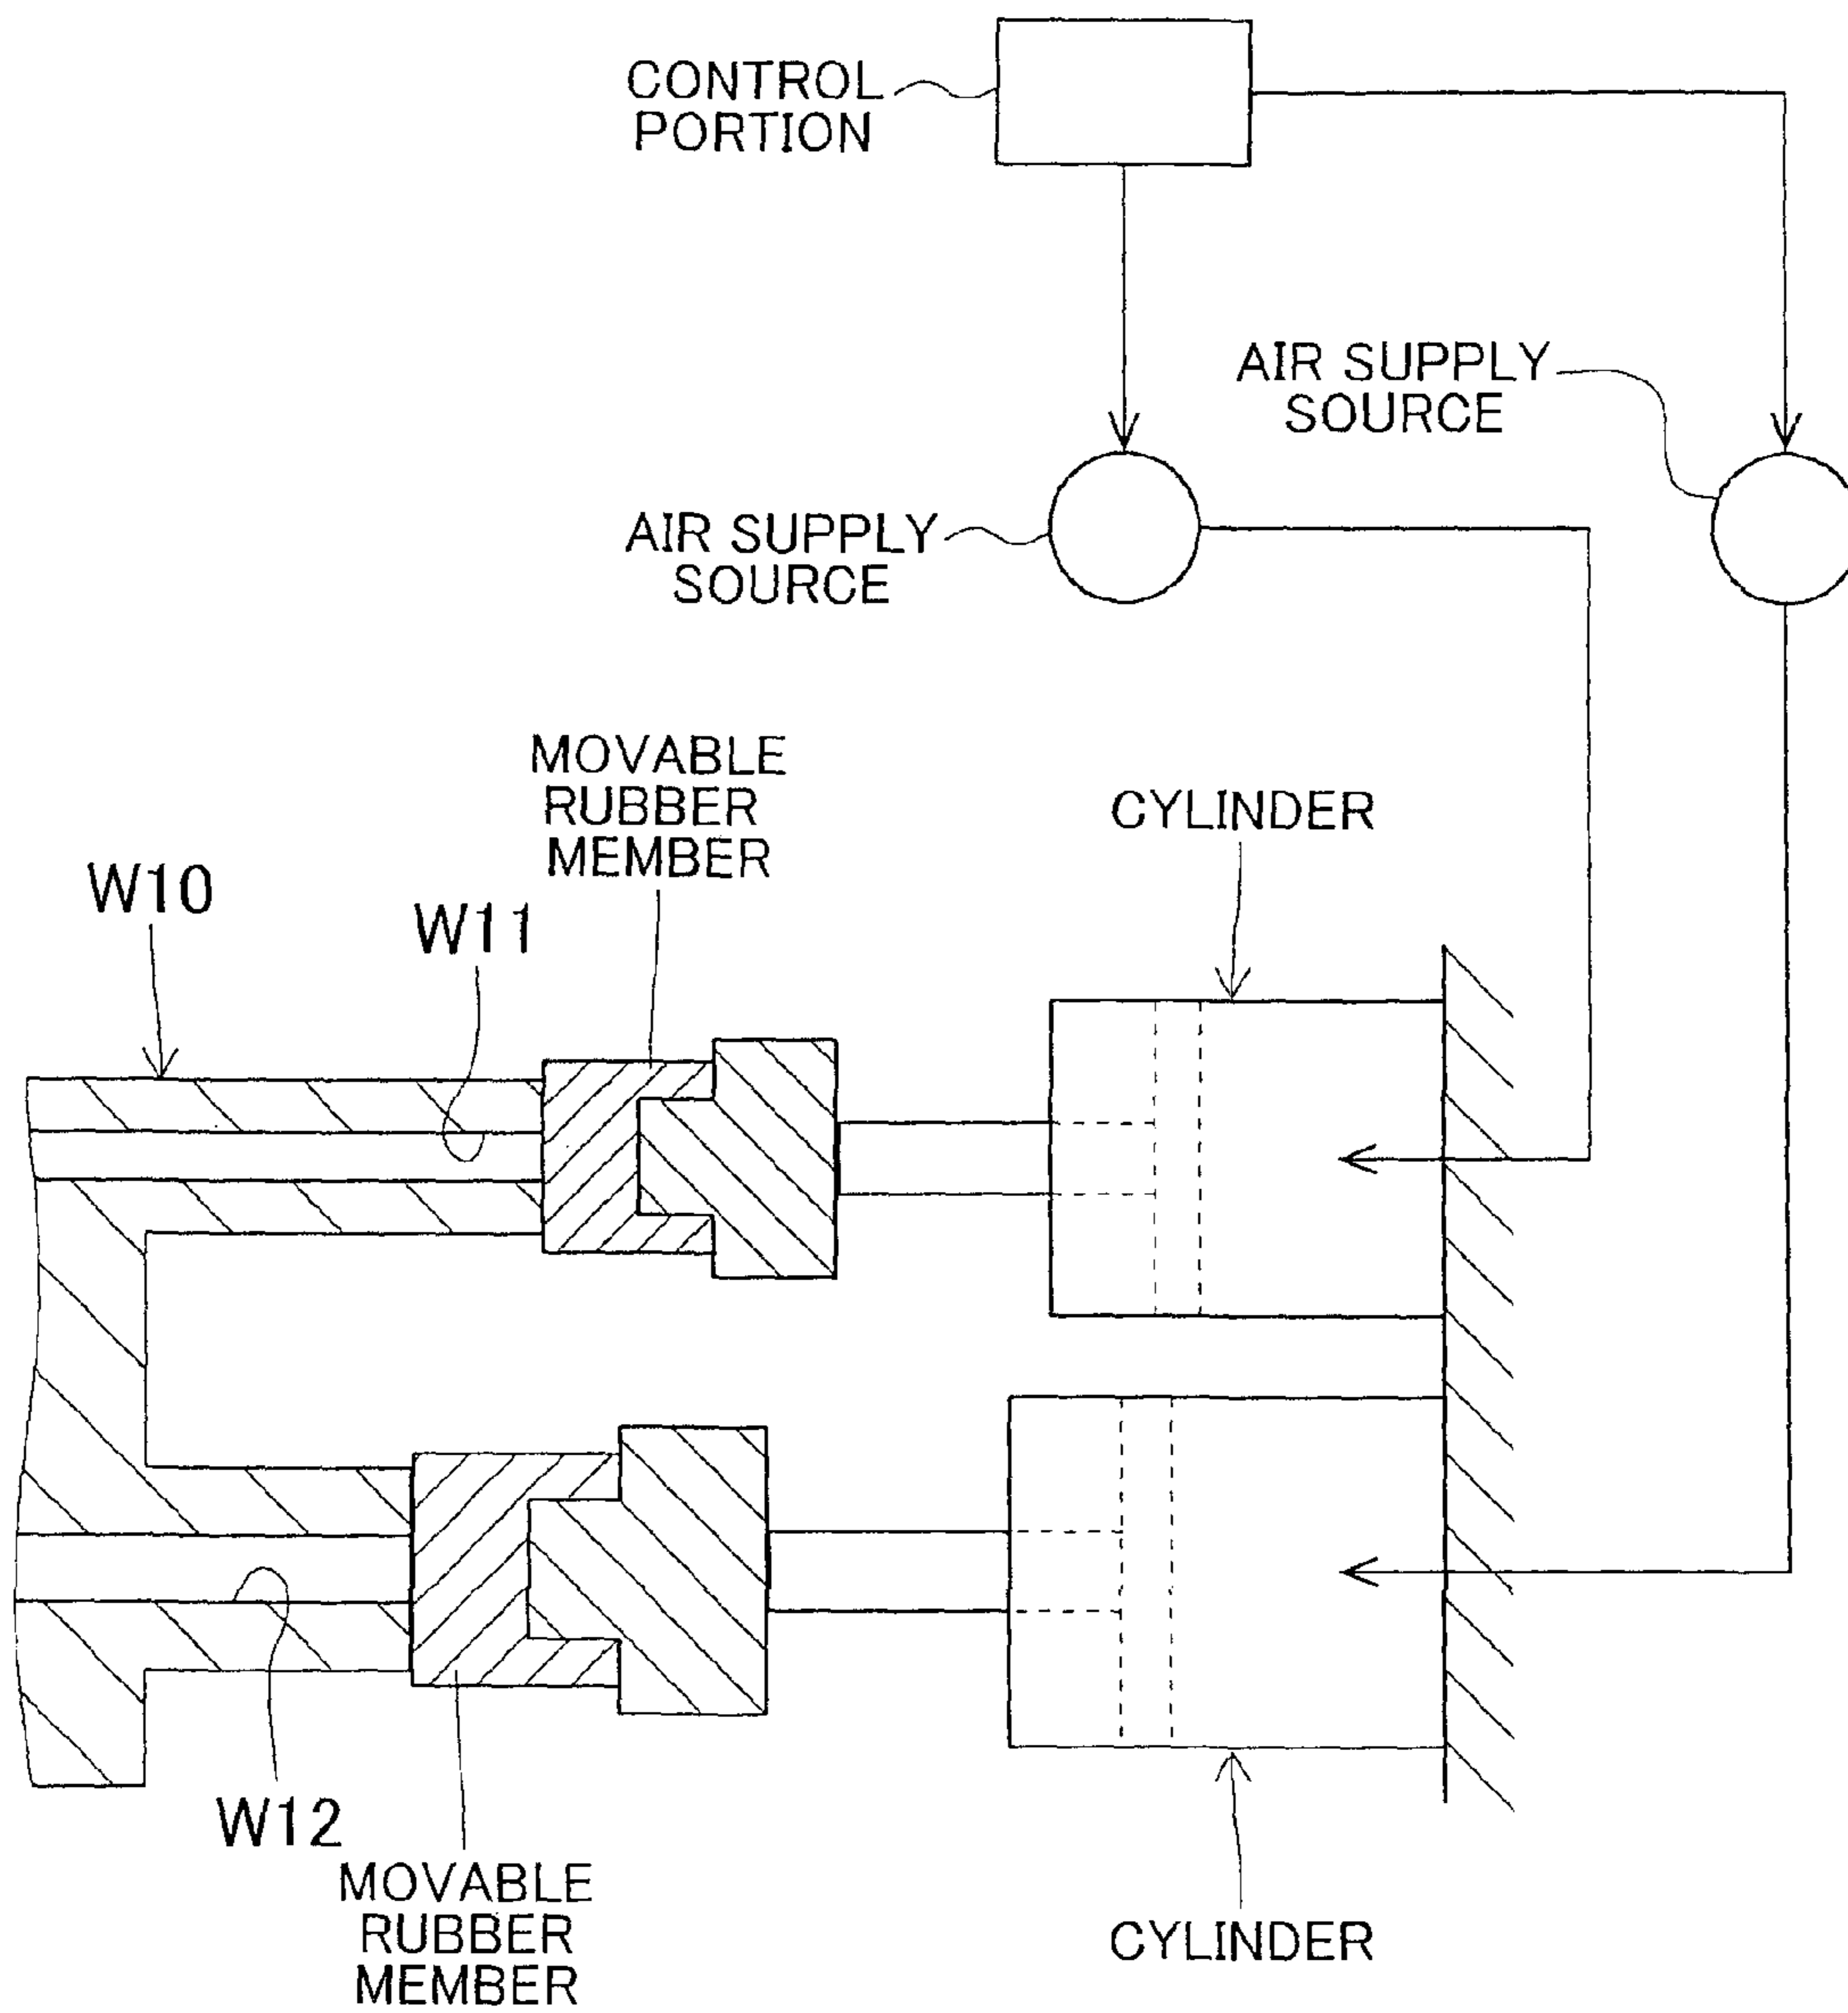 CONTROL
PORTION
AIR SUPPLY
SOURCE
AIR SUPPLY
SOURCE
MOVABLE
RUBBER
MEMBER
CYLINDER
W10
W11
W12
MOVABLE
RUBBER
MEMBER
CYLINDER